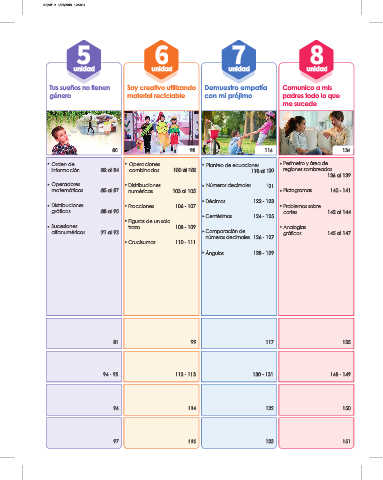 5
unidad
Tus sueños no tienen
género
80
Orden de
información 82 al 84
Operadores
matemáticos 85 al 87
Distribuciones
gráficas 88 al 90
Sucesiones
alfanuméricas 91 al 93
81
94 - 95
96
97
6
unidad
Soy creativo utilizando
material reciclable
98
Operaciones
combinadas 100 al 102
Distribuciones
numéricas 103 al 105
Fracciones 106 - 107
Figuras de un solo
trazo 108 - 109
Crucinumos 110 - 111
99
112 - 113
114
115
7
unidad
Demuestro empatía
con mi prójimo
116
Planteo de ecuaciones
118 al 120
Números decimales 121
Décimos 122 - 123
Centésimos 124 - 125
Comparación de
números decimales 126 - 127
Ángulos 128 - 129
117
130 - 131
132
133
8
unidad
Comunico a mis
padres todo lo que
me sucede
134
Perímetro y área de
regiones sombreadas
136 al 139
Pictogramas 140 - 141
Problemas sobre
cortes 142 al 144
Analogías
gráficas 145 al 147
135
148 - 149
150
151